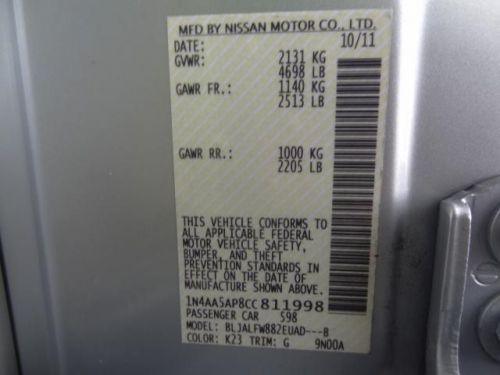 MFD BY NISSAN MOTOR CO., LTD.
DATE: 10/11
GVWR: 2131 KG
4698 LB
GAWR FR.: 1140 KG
2513 LB
GAWR RR.: 1000 KG
2205 LB
THIS VEHICLE CONFORMS TO
ALL APPLICABLE FEDERAL
MOTOR VEHICLE SAFETY,
BUMPER, AND THEFT
PREVENTION STANDARDS IN
EFFECT ON THE DATE OF
MANUFACTURE SHOWN ABOVE.
1N4AA5AP8CC811998
PASSENGER CAR 598
MODEL: BLJALFW882EUAD---8
COLOR: K23 TRIM: G 9N00A